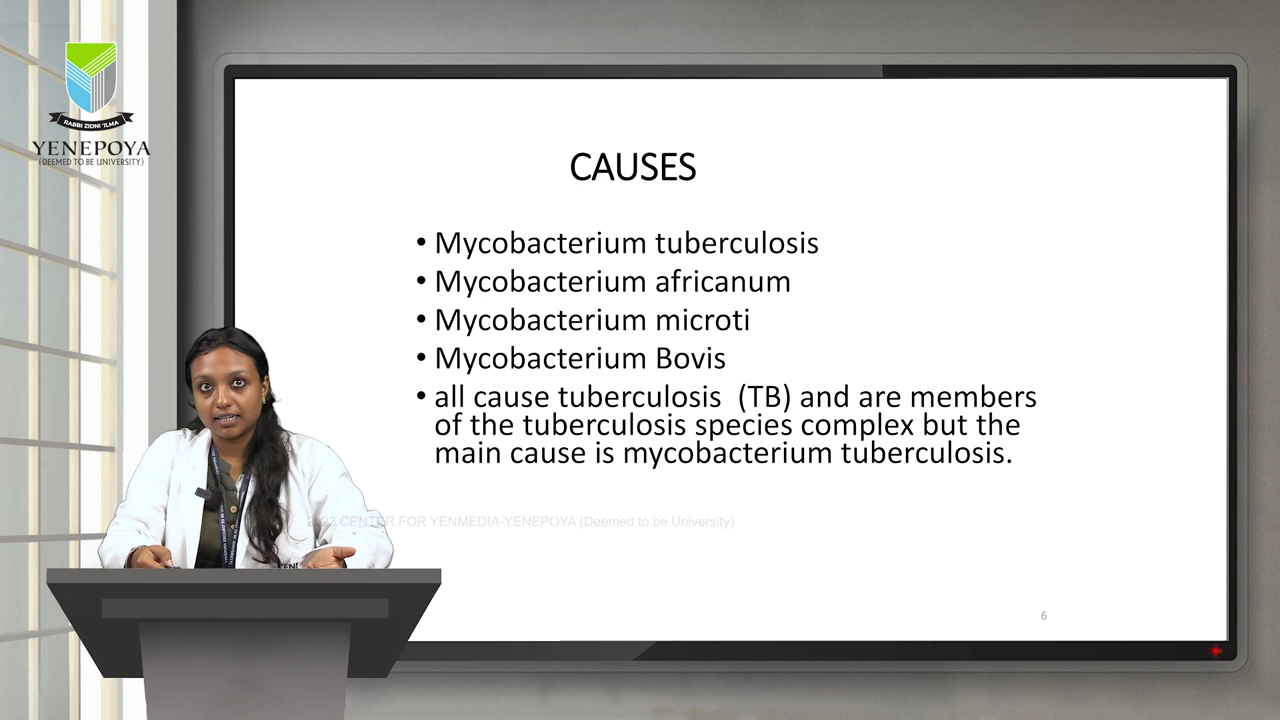 RABBI ZIDNI 'ILMA
YENEPOYA
(DEEMED TO BE UNIVERSITY)
CAUSES
• Mycobacterium tuberculosis
• Mycobacterium africanum
• Mycobacterium microti
• Mycobacterium Bovis
• all cause tuberculosis (TB) and are members
of the tuberculosis species complex but the
main cause is mycobacterium tuberculosis.
2023 CENTER FOR YENMEDIA-YENEPOYA (Deemed to be University)
6